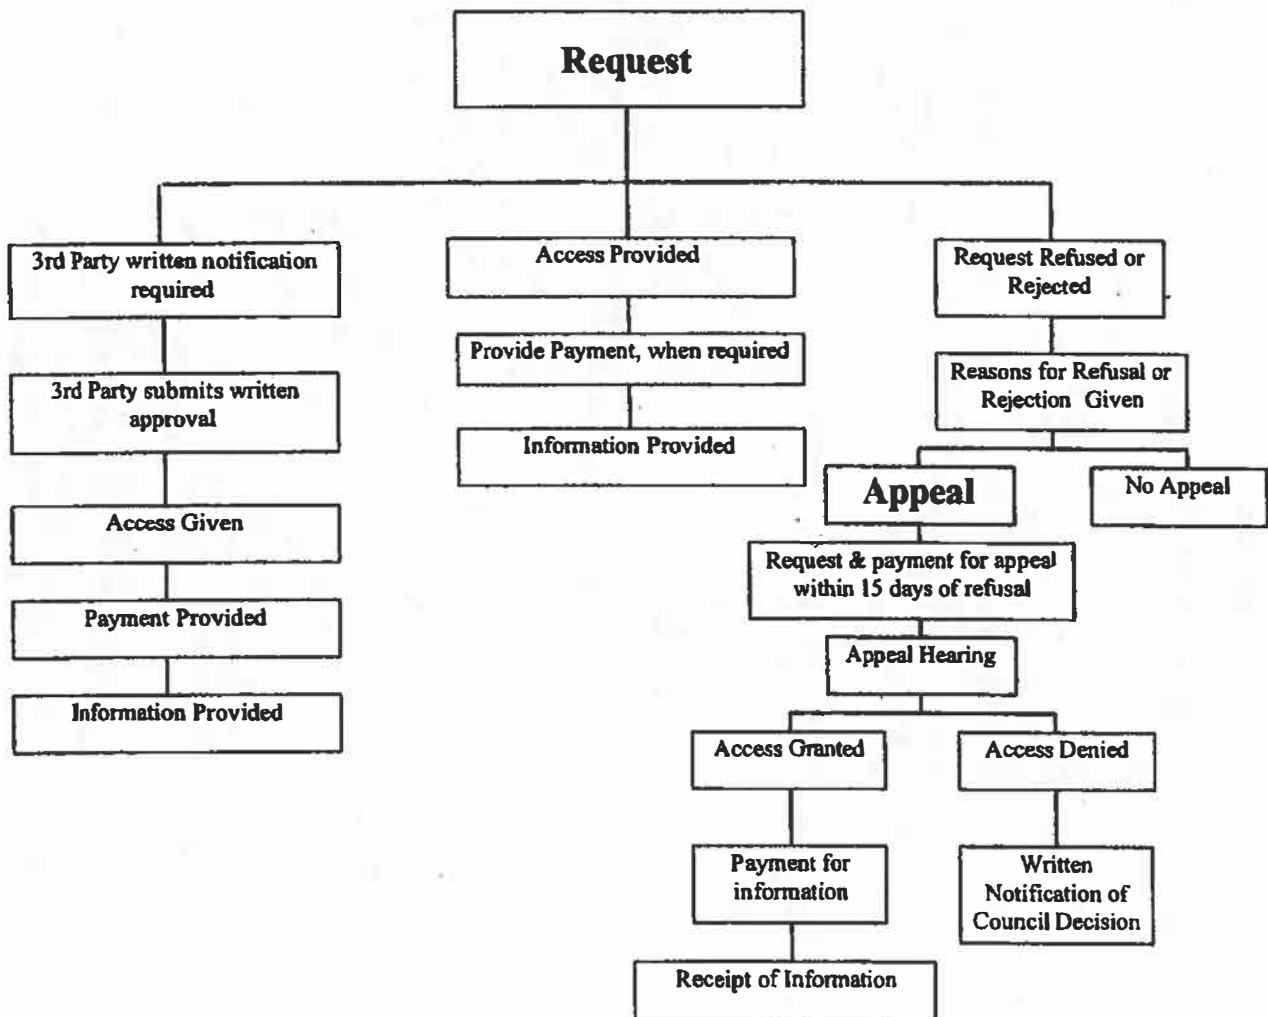 Request
3rd Party written notification
required
3rd Party submits written
approval
Access Given
Payment Provided
Information Provided
Access Provided
Provide Payment, when required
Information Provided
Request Refused or
Rejected
Reasons for Refusal or
Rejection Given
Appeal
No Appeal
Request & payment for appeal
within 15 days of refusal
Appeal Hearing
Access Granted
Access Denied
Payment for
information
Written
Notification of
Council Decision
Receipt of Information